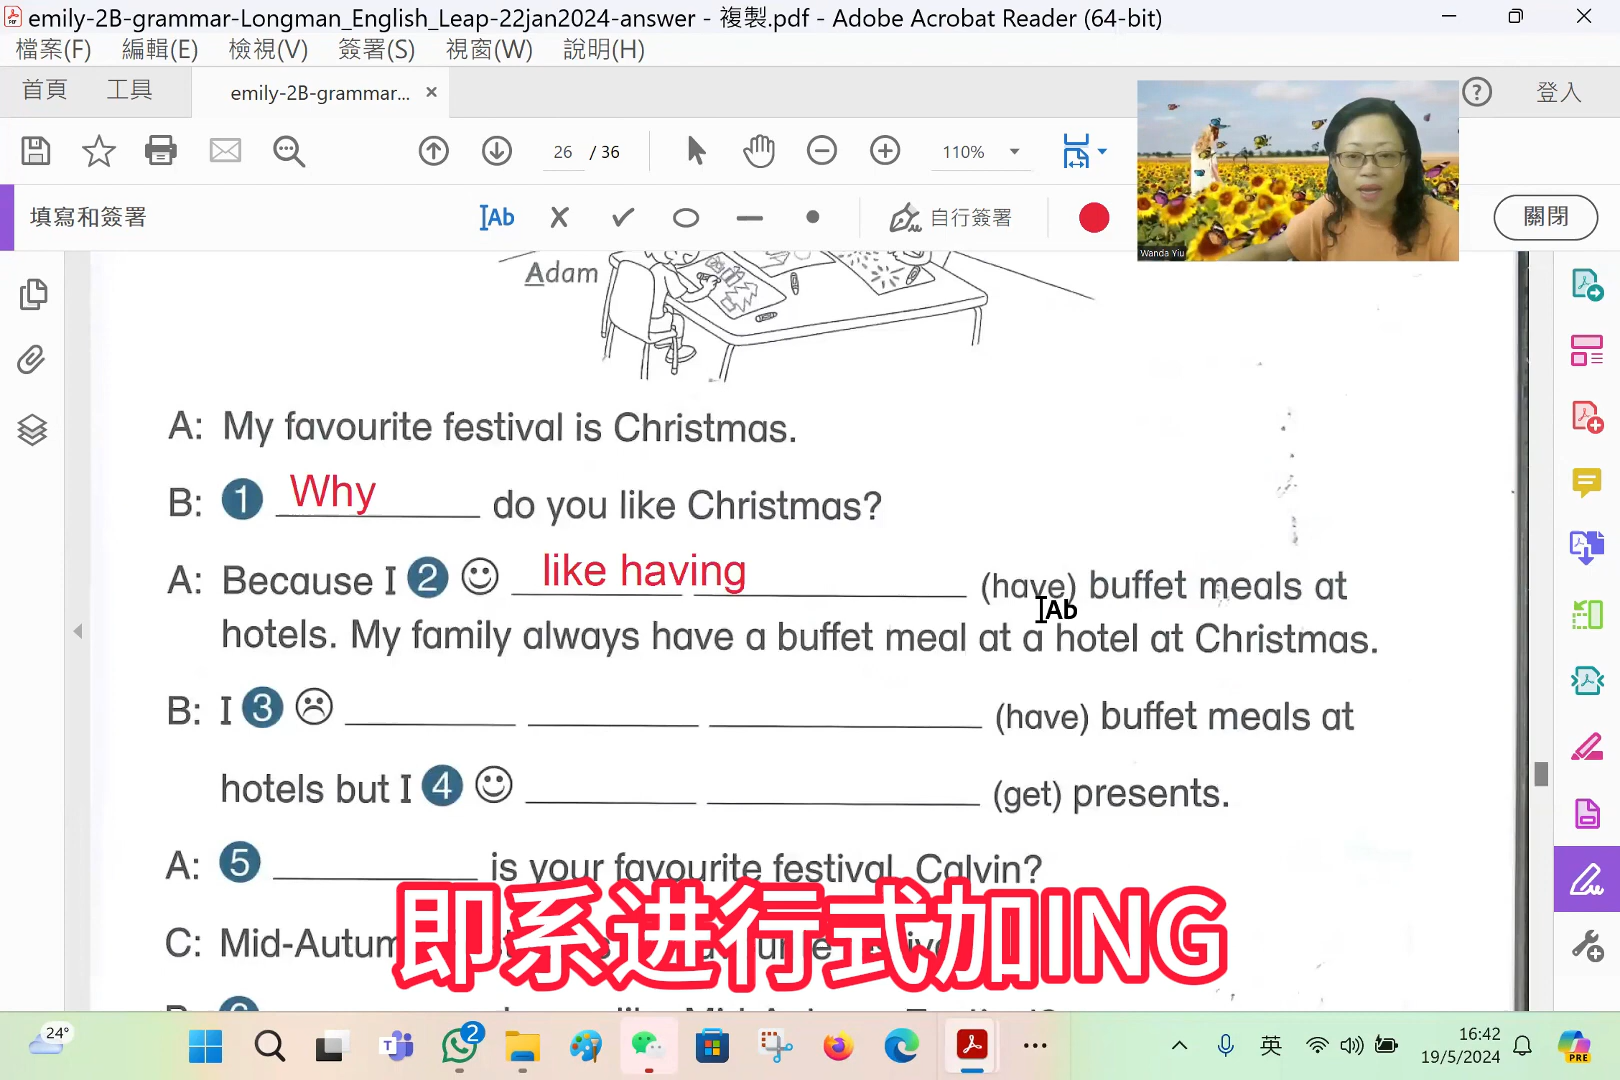 emily-2B-grammar-Longman_English_Leap-22jan2024-answer - 複製.pdf - Adobe Acrobat Reader (64-bit)
檔案(F) 編輯(E) 檢視(V) 簽署(S) 視窗(W) 說明(H)
首頁 工具 emily-2B-grammar... × ? 登入
26 / 36 110%
填寫和簽署 Ab 自行簽署 關閉
Wanda Yiu
Adam
A: My favourite festival is Christmas.
B: 1 Why do you like Christmas?
A: Because I 2 like having (have) buffet meals at
Ab
hotels. My family always have a buffet meal at a hotel at Christmas.
B: I 3 (have) buffet meals at
hotels but I 4 (get) presents.
A: 5 is your favourite festival, Calvin?
C: Mid-Autum
即系进行式加ING
24° 2 英 16:42
19/5/2024
PRE